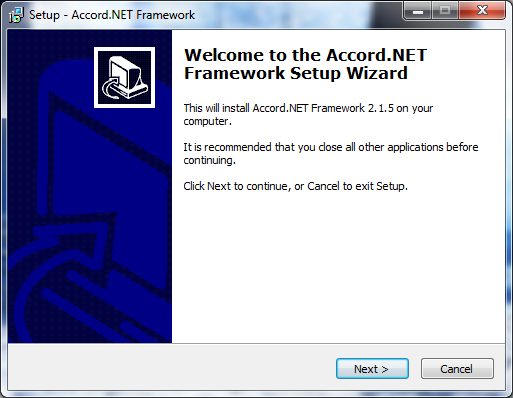 Setup - Accord.NET Framework
Welcome to the Accord.NET
Framework Setup Wizard
This will install Accord.NET Framework 2.1.5 on your
computer.
It is recommended that you close all other applications before
continuing.
Click Next to continue, or Cancel to exit Setup.
Next >
Cancel